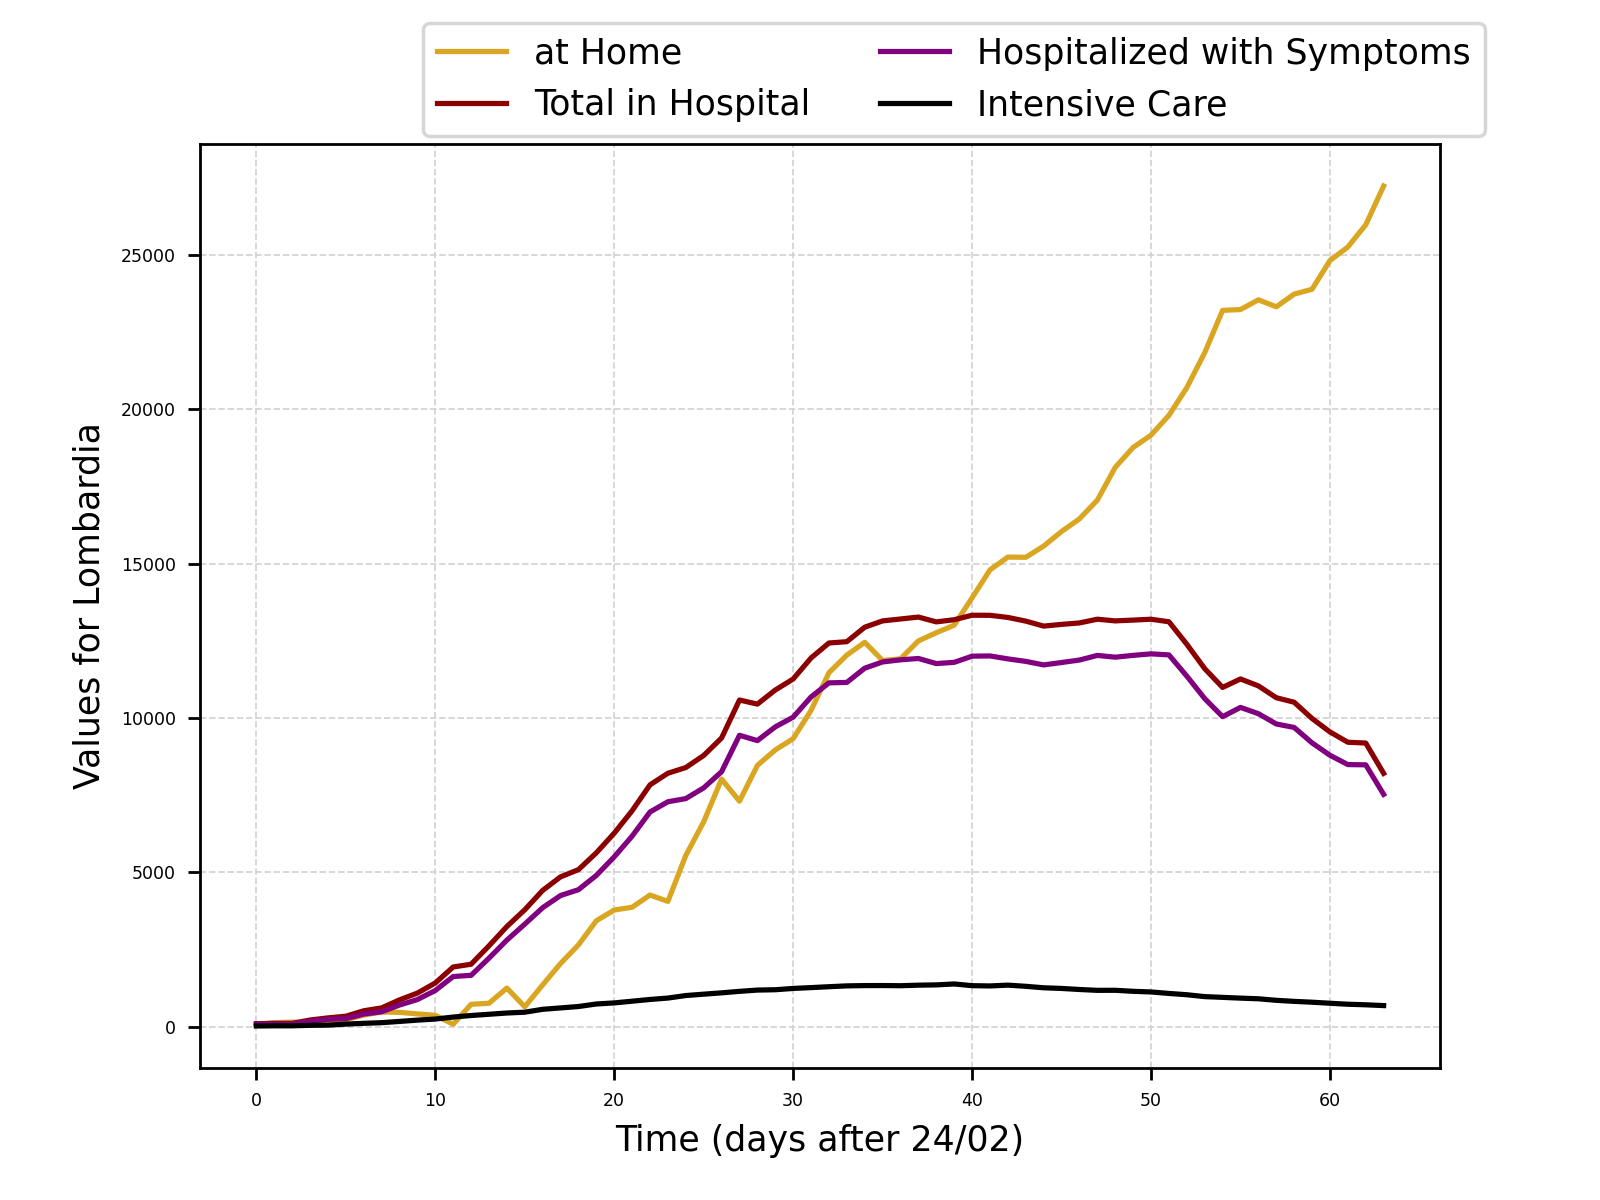 at Home
Total in Hospital
Hospitalized with Symptoms
Intensive Care
Values for Lombardia
25000
20000
15000
10000
5000
0
0 10 20 30 40 50 60
Time (days after 24/02)